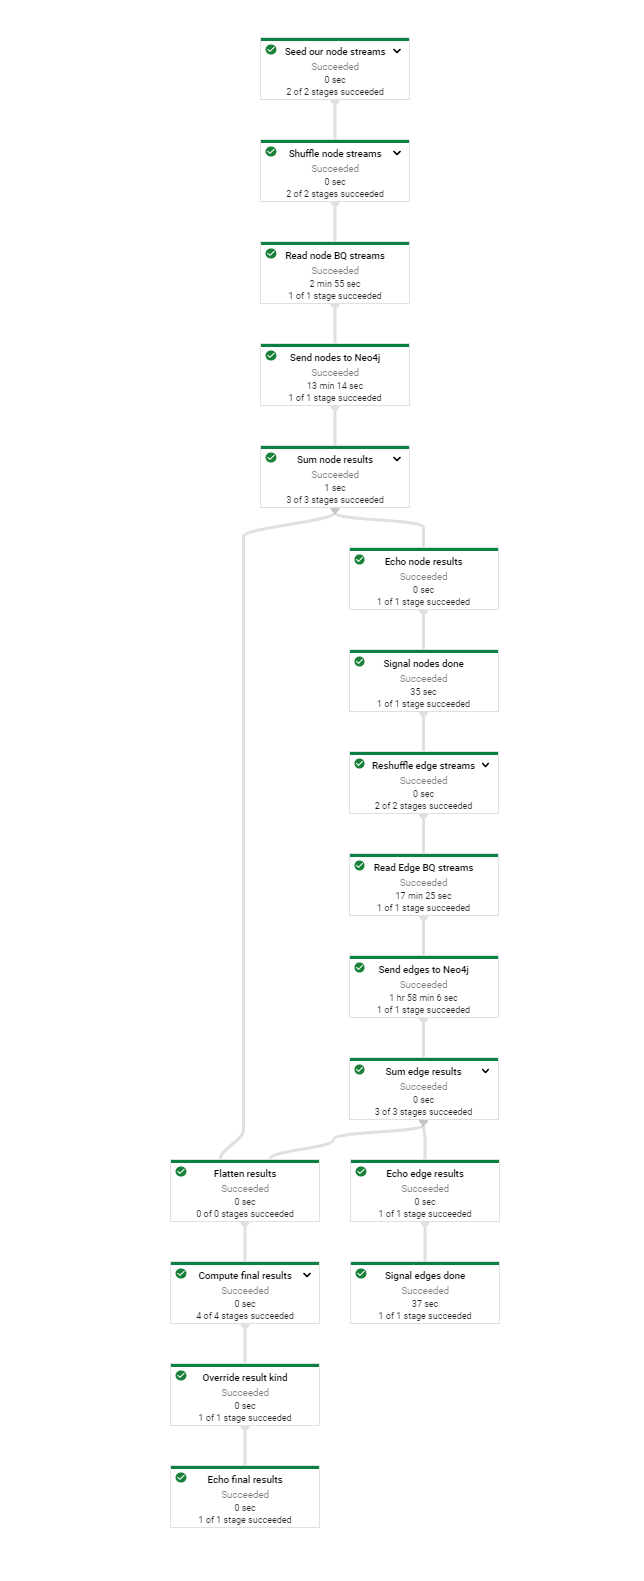 Seed our node streams
Succeeded
0 sec
2 of 2 stages succeeded
Shuffle node streams
Succeeded
0 sec
2 of 2 stages succeeded
Read node BQ streams
Succeeded
2 min 55 sec
1 of 1 stage succeeded
Send nodes to Neo4j
Succeeded
13 min 14 sec
1 of 1 stage succeeded
Sum node results
Succeeded
1 sec
3 of 3 stages succeeded
Echo node results
Succeeded
0 sec
1 of 1 stage succeeded
Signal nodes done
Succeeded
35 sec
1 of 1 stage succeeded
Reshuffle edge streams
Succeeded
0 sec
2 of 2 stages succeeded
Read Edge BQ streams
Succeeded
17 min 25 sec
1 of 1 stage succeeded
Send edges to Neo4j
Succeeded
1 hr 58 min 6 sec
1 of 1 stage succeeded
Sum edge results
Succeeded
0 sec
3 of 3 stages succeeded
Flatten results
Succeeded
0 sec
0 of 0 stages succeeded
Echo edge results
Succeeded
0 sec
1 of 1 stage succeeded
Compute final results
Succeeded
0 sec
4 of 4 stages succeeded
Signal edges done
Succeeded
37 sec
1 of 1 stage succeeded
Override result kind
Succeeded
0 sec
1 of 1 stage succeeded
Echo final results
Succeeded
0 sec
1 of 1 stage succeeded